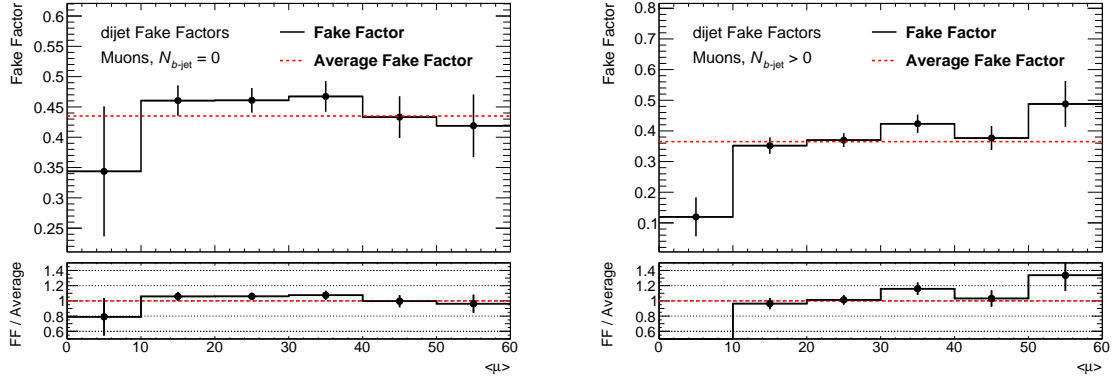 Fake Factor
0.6
0.55
0.5
0.45
0.4
0.35
0.3
0.25
dijet Fake Factors
Muons, N_{b-jet} = 0
Fake Factor
Average Fake Factor
FF / Average
1.4
1.2
1
0.8
0.6
0 10 20 30 40 50 60
<μ>
Fake Factor
0.8
0.7
0.6
0.5
0.4
0.3
0.2
0.1
dijet Fake Factors
Muons, N_{b-jet} > 0
Fake Factor
Average Fake Factor
FF / Average
1.4
1.2
1
0.8
0.6
0 10 20 30 40 50 60
<μ>